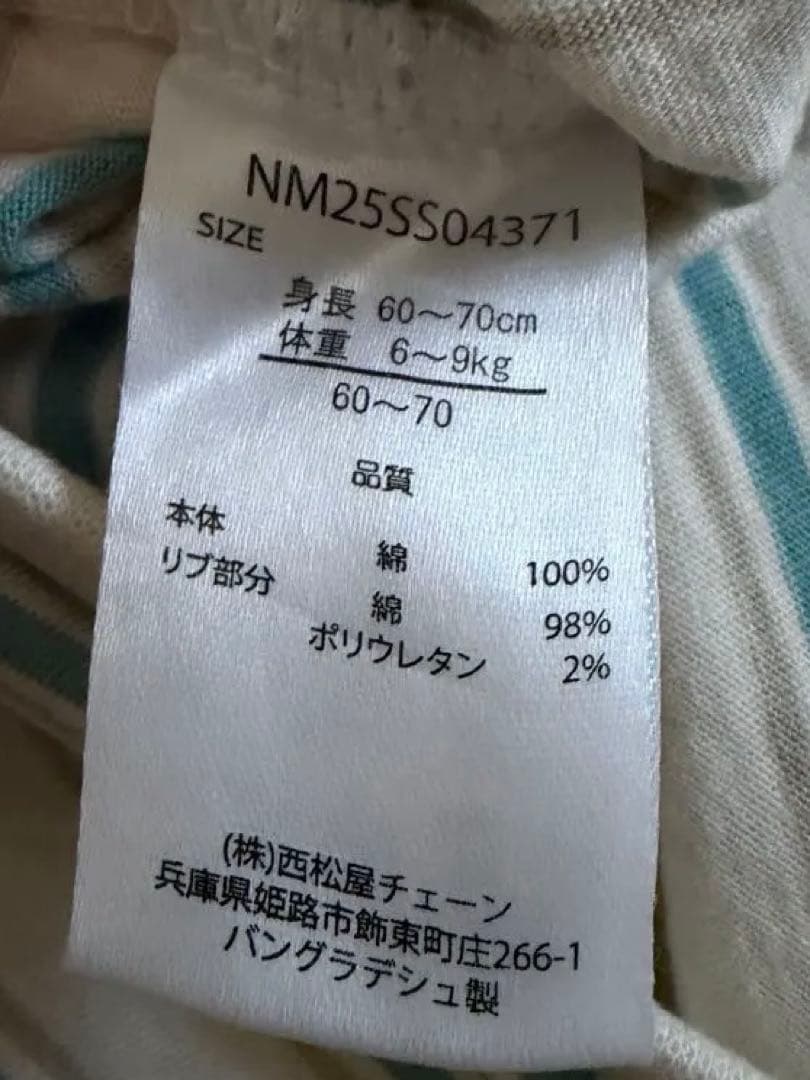 NM25SS04371
SIZE
身長 60～70cm
体重 6～9kg
60～70
品質
本体 綿 100%
リブ部分 綿 98%
ポリウレタン 2%
(株)西松屋チェーン
兵庫県姫路市飾東町庄266-1
バングラデシュ製